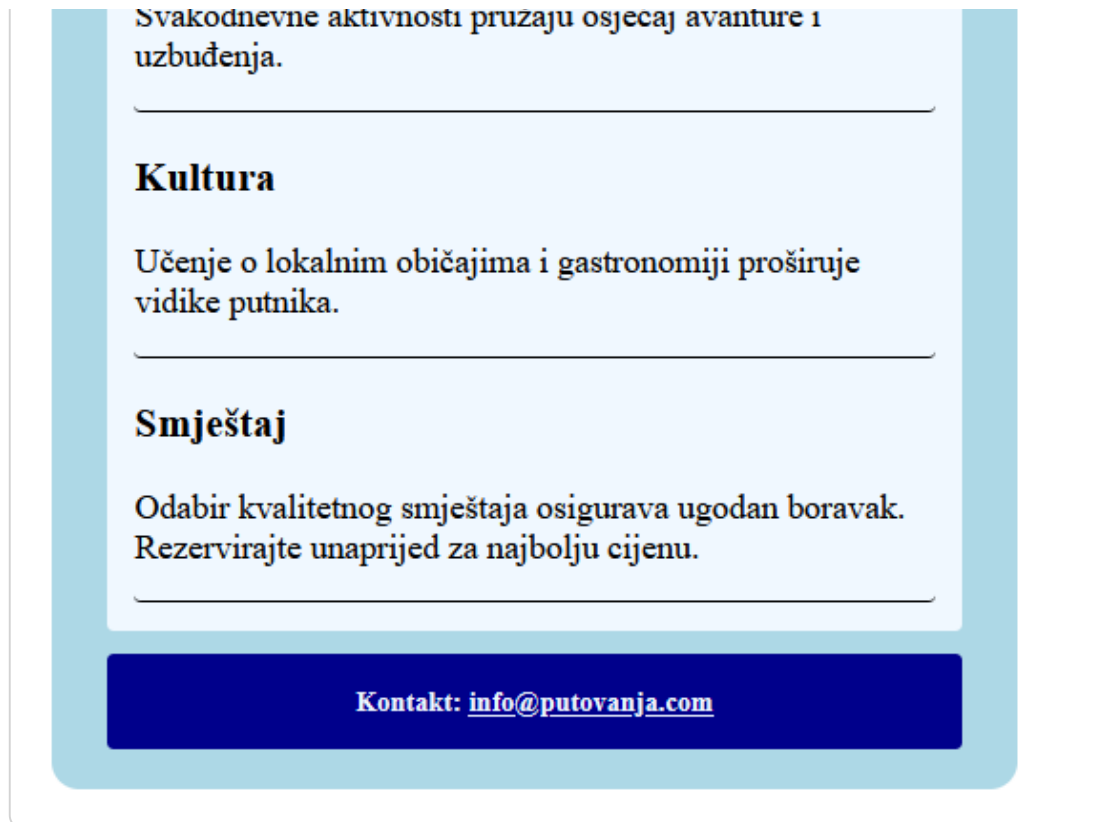 Svakodnevne aktivnosti pružaju osjećaj avanture i
uzbuđenja.
Kultura
Učenje o lokalnim običajima i gastronomiji proširuje
vidike putnika.
Smještaj
Odabir kvalitetnog smještaja osigurava ugodan boravak.
Rezervirajte unaprijed za najbolju cijenu.
Kontakt: info@putovanja.com